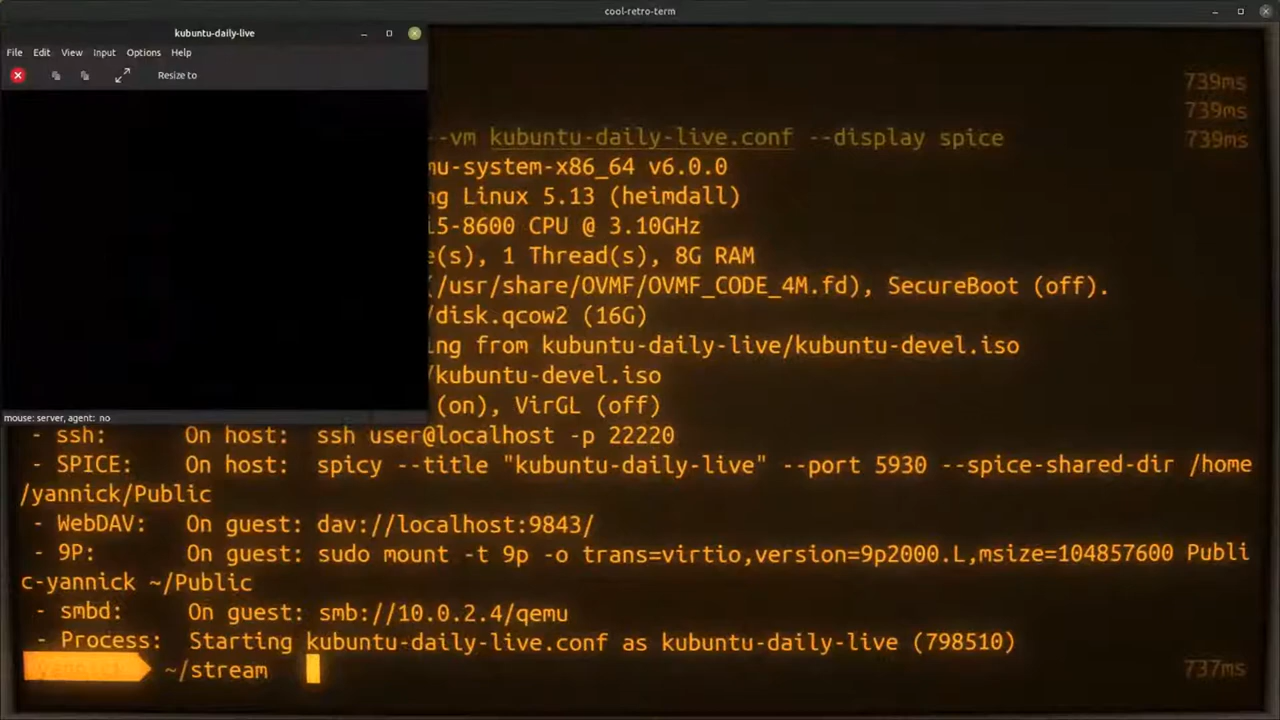 cool-retro-term
kubuntu-daily-live
File Edit View Input Options Help
Resize to
739ms
739ms
--vm kubuntu-daily-live.conf --display spice 739ms
mu-system-x86_64 v6.0.0
ng Linux 5.13 (heimdall)
i5-8600 CPU @ 3.10GHz
e(s), 1 Thread(s), 8G RAM
(/usr/share/OVMF/OVMF_CODE_4M.fd), SecureBoot (off).
/disk.qcow2 (16G)
ing from kubuntu-daily-live/kubuntu-devel.iso
/kubuntu-devel.iso
(on), VirGL (off)
mouse: server, agent: no
- ssh: On host: ssh user@localhost -p 22220
- SPICE: On host: spicy --title "kubuntu-daily-live" --port 5930 --spice-shared-dir /home
/yannick/Public
- WebDAV: On guest: dav://localhost:9843/
- 9P: On guest: sudo mount -t 9p -o trans=virtio,version=9p2000.L,msize=104857600 Publi
c-yannick ~/Public
- smbd: On guest: smb://10.0.2.4/qemu
- Process: Starting kubuntu-daily-live.conf as kubuntu-daily-live (798510)
yannick ~/stream 737ms